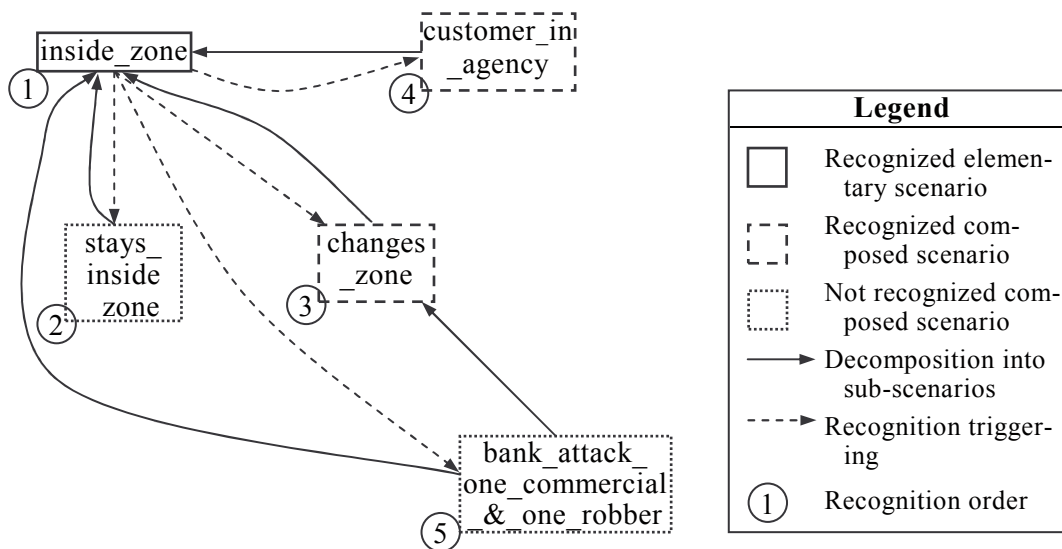 inside_zone
1
customer_in
_agency
4
stays_
inside_
zone
2
changes
_zone
3
bank_attack_
one_commercial
_&_one_robber
5
Legend
Recognized elemen-
tary scenario
Recognized com-
posed scenario
Not recognized com-
posed scenario
Decomposition into
sub-scenarios
Recognition trigger-
ing
1 Recognition order